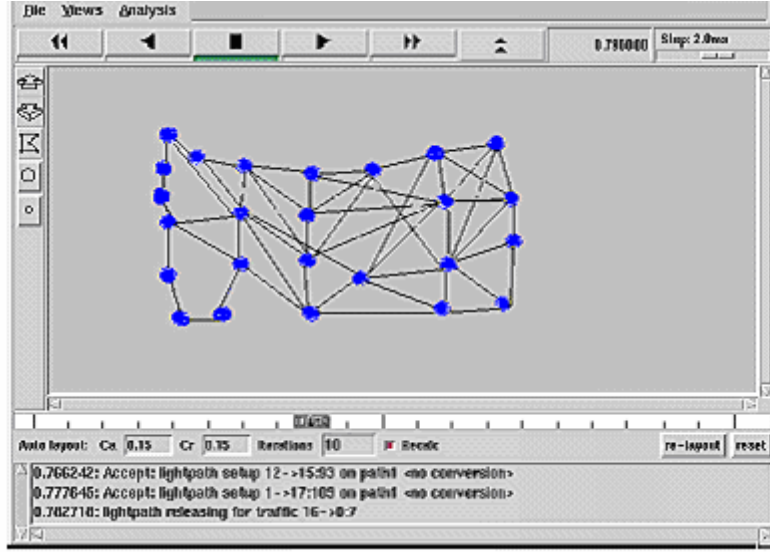 File Views Analysis
0.796000 Step: 2.0ms
Auto layout: Ca 0.15 Cr 0.75 Iterations 10 Recalc re-layout reset
0.766242: Accept: lightpath setup 12->15:93 on path1 <no conversion>
0.777645: Accept: lightpath setup 1->17:109 on path1 <no conversion>
0.782718: lightpath releasing for traffic 16->0:7